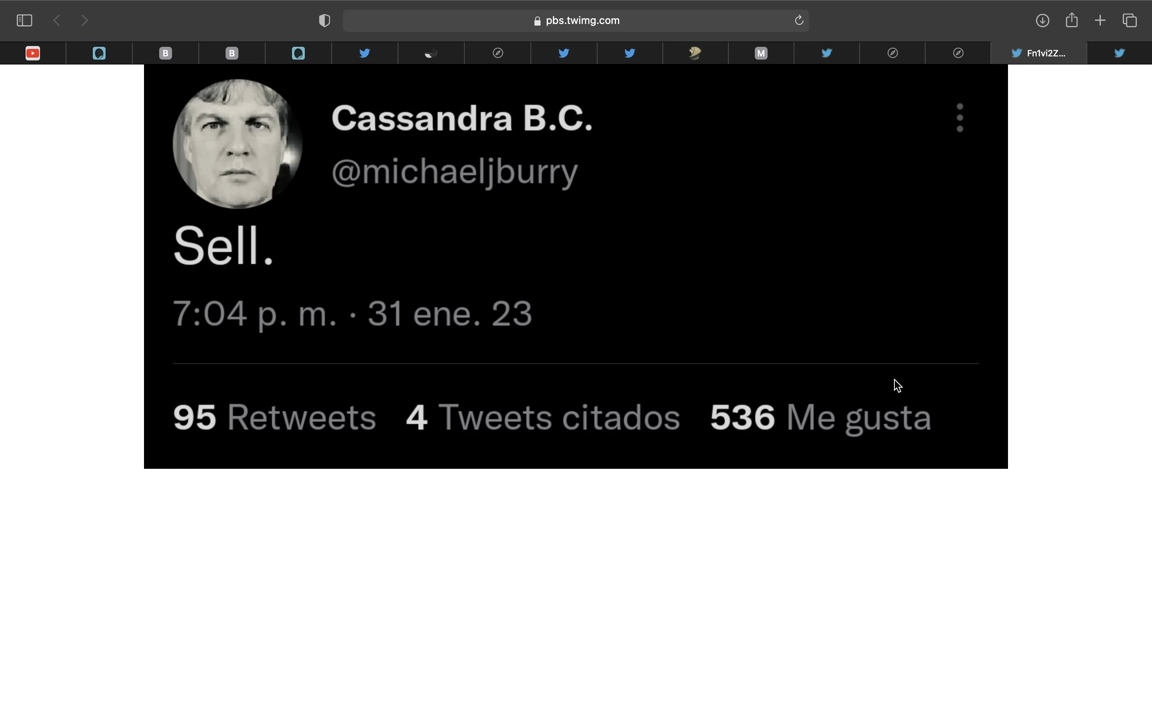 pbs.twimg.com
B
B
M
Fn1vi2Z...
Cassandra B.C.
@michaeljburry
Sell.
7:04 p. m. · 31 ene. 23
95 Retweets 4 Tweets citados 536 Me gusta